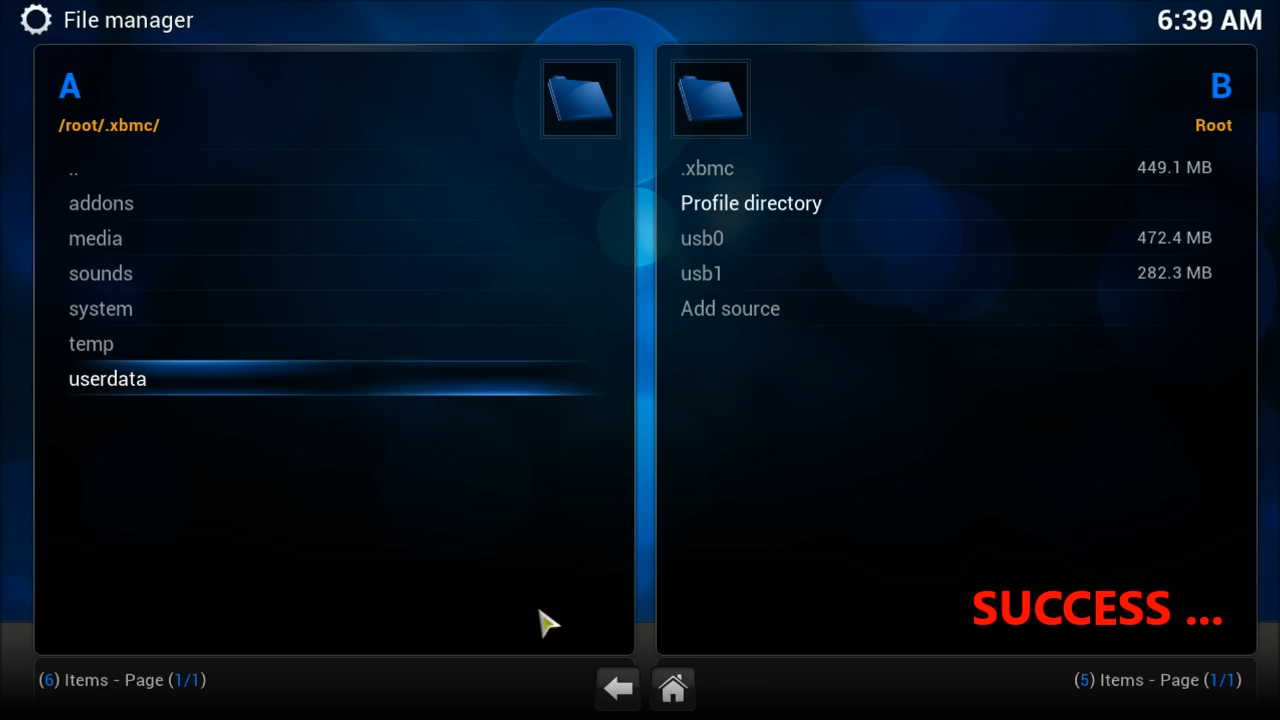 File manager
6:39 AM
A
/root/.xbmc/
..
addons
media
sounds
system
temp
userdata
(6) Items - Page (1/1)
B
Root
.xbmc 449.1 MB
Profile directory
usb0 472.4 MB
usb1 282.3 MB
Add source
SUCCESS ...
(5) Items - Page (1/1)